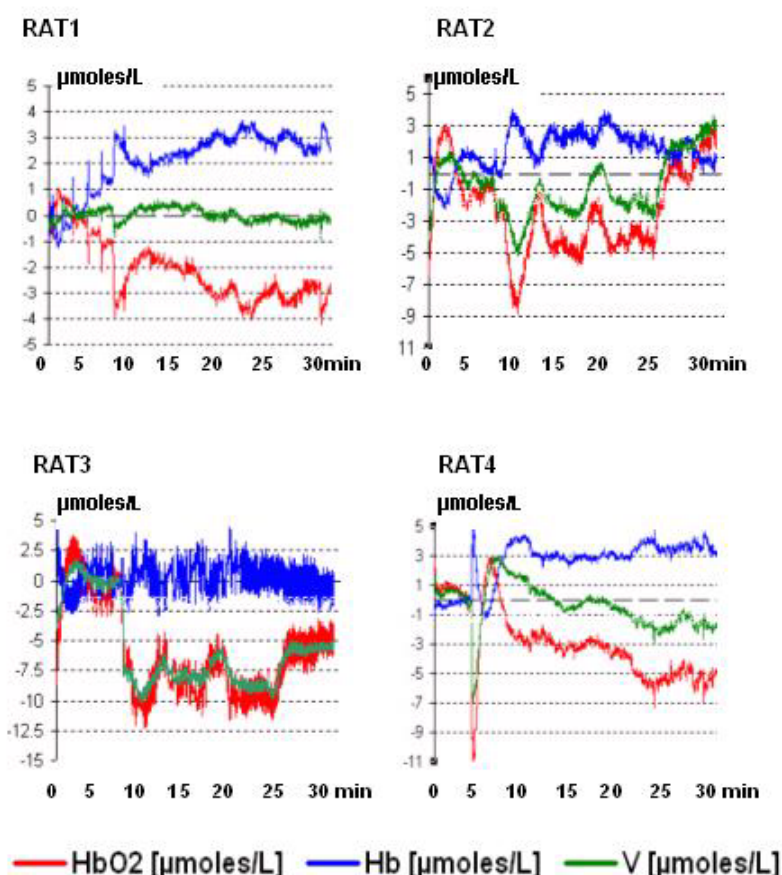 RAT1
RAT2
µmoles/L
µmoles/L
5
4
3
2
1
0
-1
-2
-3
-4
-5
5
3
1
-1
-3
-5
-7
-9
11
0 5 10 15 20 25 30min
0 5 10 15 20 25 30min
RAT3
RAT4
µmoles/L
µmoles/L
5
2.5
0
-2.5
-5
-7.5
-10
-12.5
-15
5
3
1
-1
-3
-5
-7
-9
-11
0 5 10 15 20 25 30 min
0 5 10 15 20 25 30 min
HbO2 [µmoles/L] Hb [µmoles/L] V [µmoles/L]